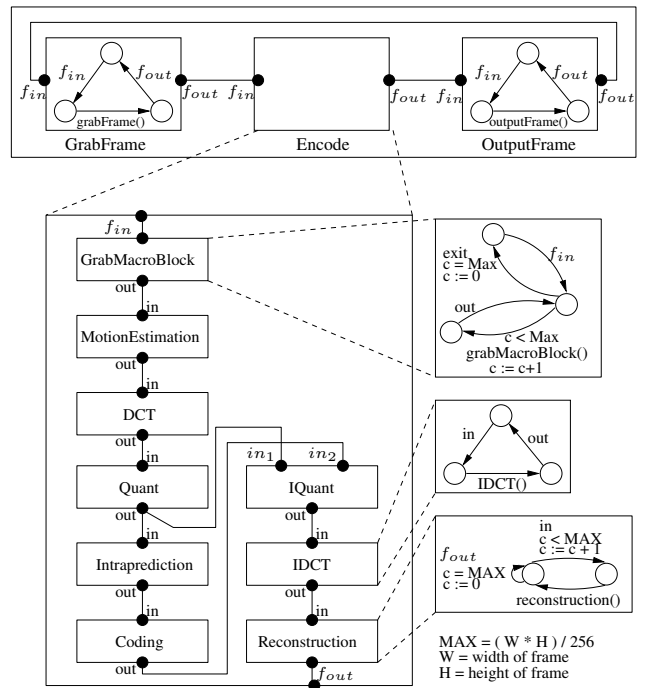 f_in f_out f_in f_out
f_in grabFrame() f_out f_in f_out f_in outputFrame() f_out
GrabFrame Encode OutputFrame
f_in
GrabMacroBlock
out
in
MotionEstimation
out
in
DCT
out
in
Quant
out
in
Intraprediction
out
in
Coding
out
in_1 in_2
IQuant
out
in
IDCT
out
in
Reconstruction
f_out
exit
c = Max
c := 0
f_in
out
c < Max
grabMacroBlock()
c := c+1
in out
IDCT()
in
c < MAX
c := c + 1
f_out
c = MAX
c := 0
reconstruction()
MAX = ( W * H ) / 256
W = width of frame
H = height of frame